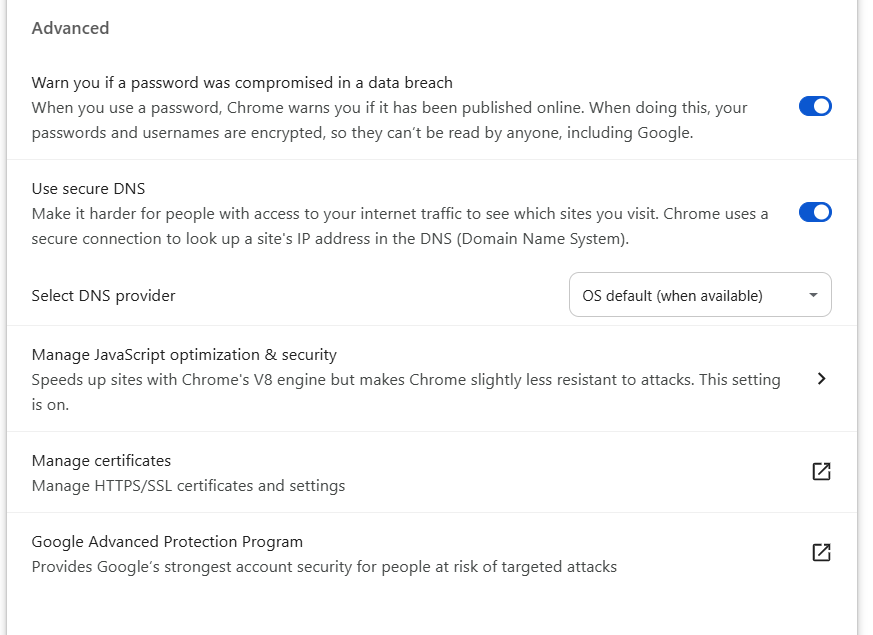 Advanced
Warn you if a password was compromised in a data breach
When you use a password, Chrome warns you if it has been published online. When doing this, your
passwords and usernames are encrypted, so they can’t be read by anyone, including Google.
Use secure DNS
Make it harder for people with access to your internet traffic to see which sites you visit. Chrome uses a
secure connection to look up a site's IP address in the DNS (Domain Name System).
Select DNS provider
OS default (when available)
Manage JavaScript optimization & security
Speeds up sites with Chrome's V8 engine but makes Chrome slightly less resistant to attacks. This setting
is on.
Manage certificates
Manage HTTPS/SSL certificates and settings
Google Advanced Protection Program
Provides Google’s strongest account security for people at risk of targeted attacks